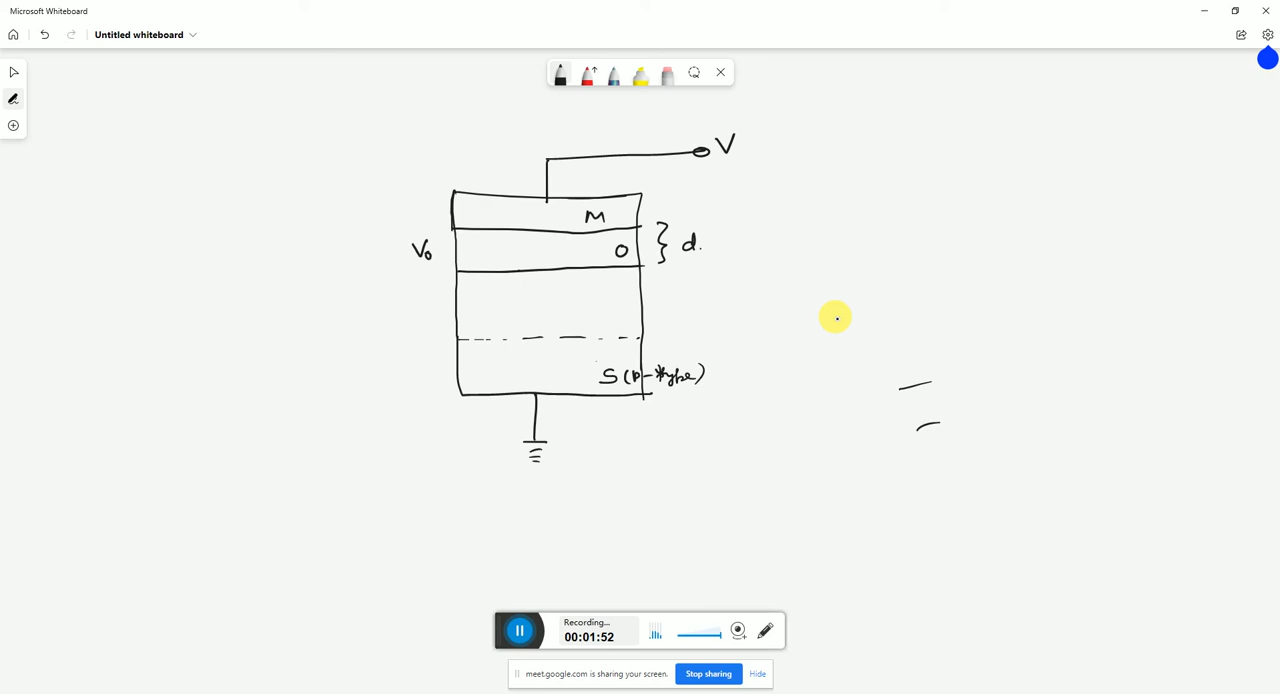 Microsoft Whiteboard
Untitled whiteboard
V
M
V₀
O
d.
S (p-type)
Recording...
00:01:52
meet.google.com is sharing your screen.
Stop sharing
Hide